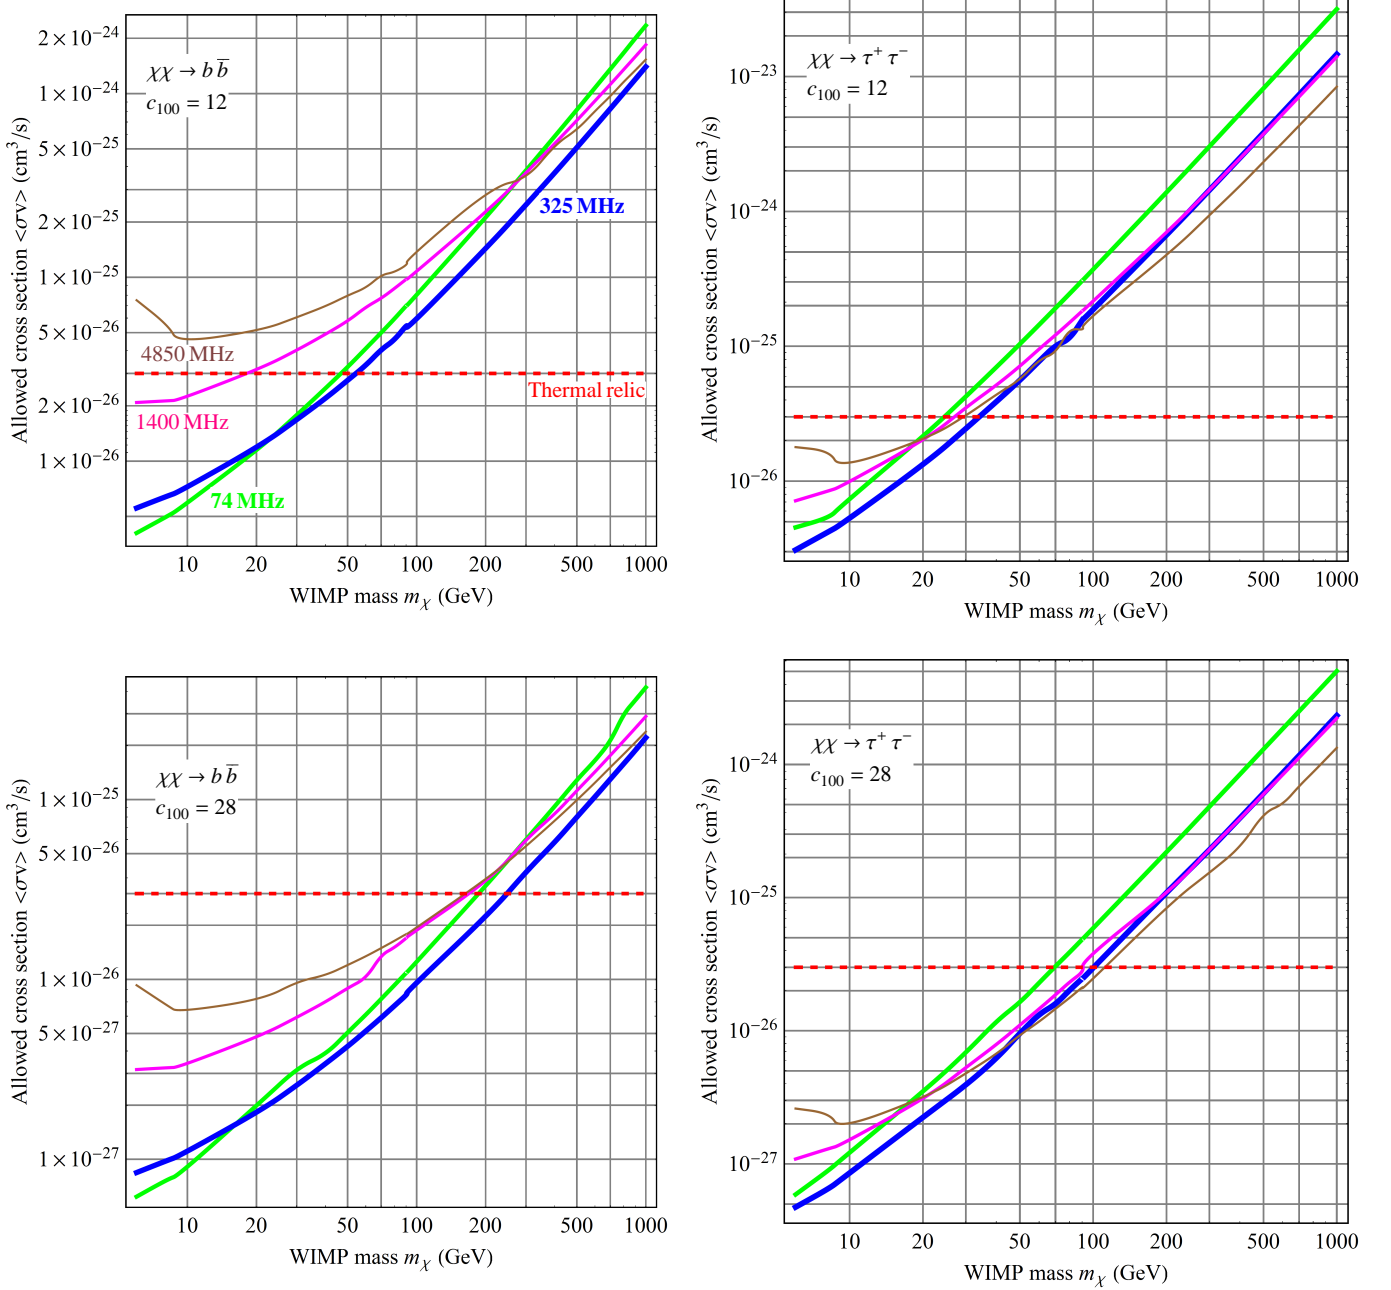 Allowed cross section <σv> (cm³/s)
2×10⁻²⁴
1×10⁻²⁴
5×10⁻²⁵
2×10⁻²⁵
1×10⁻²⁵
5×10⁻²⁶
2×10⁻²⁶
1×10⁻²⁶
χχ→b b̅
c₁₀₀ = 12
325 MHz
4850 MHz
Thermal relic
1400 MHz
74 MHz
10 20 50 100 200 500 1000
WIMP mass mχ (GeV)
Allowed cross section <σv> (cm³/s)
10⁻²³
10⁻²⁴
10⁻²⁵
10⁻²⁶
χχ→τ⁺ τ⁻
c₁₀₀ = 12
10 20 50 100 200 500 1000
WIMP mass mχ (GeV)
Allowed cross section <σv> (cm³/s)
1×10⁻²⁵
5×10⁻²⁶
1×10⁻²⁶
5×10⁻²⁷
1×10⁻²⁷
χχ→b b̅
c₁₀₀ = 28
10 20 50 100 200 500 1000
WIMP mass mχ (GeV)
Allowed cross section <σv> (cm³/s)
10⁻²⁴
10⁻²⁵
10⁻²⁶
10⁻²⁷
χχ→τ⁺ τ⁻
c₁₀₀ = 28
10 20 50 100 200 500 1000
WIMP mass mχ (GeV)